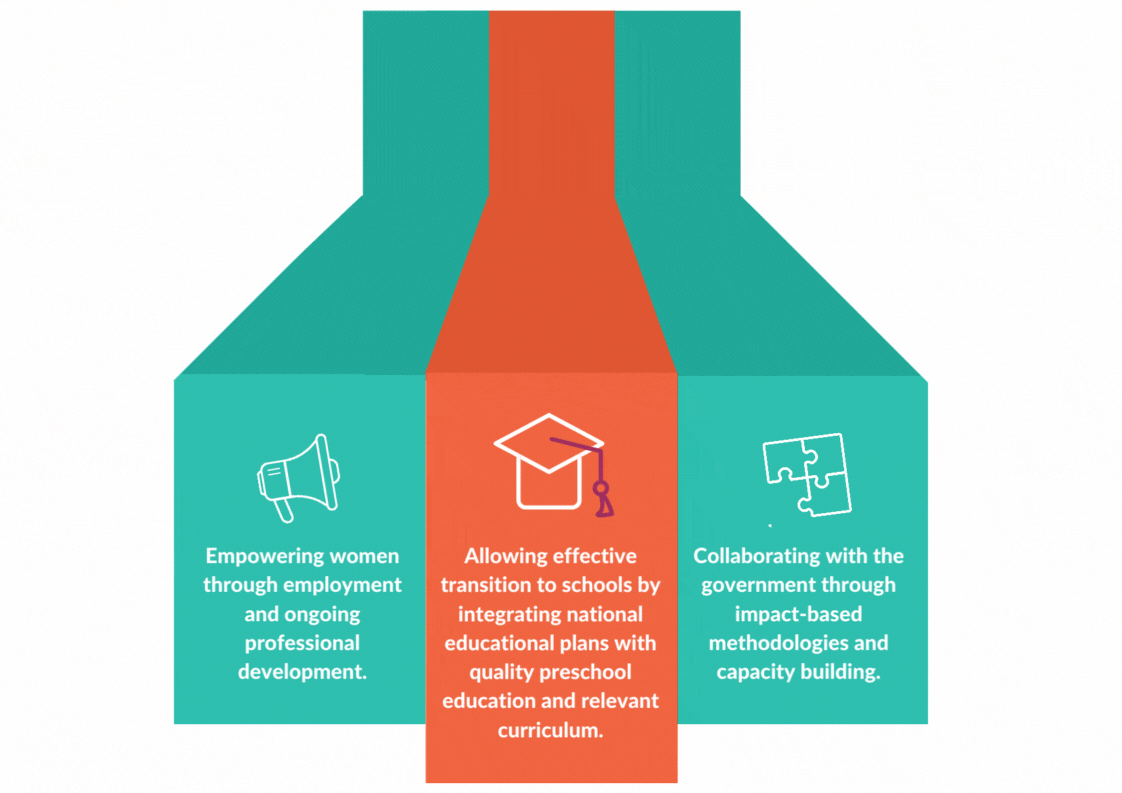 Empowering women
through employment
and ongoing
professional
development.
Allowing effective
transition to schools by
integrating national
educational plans with
quality preschool
education and relevant
curriculum.
Collaborating with the
government through
impact-based
methodologies and
capacity building.